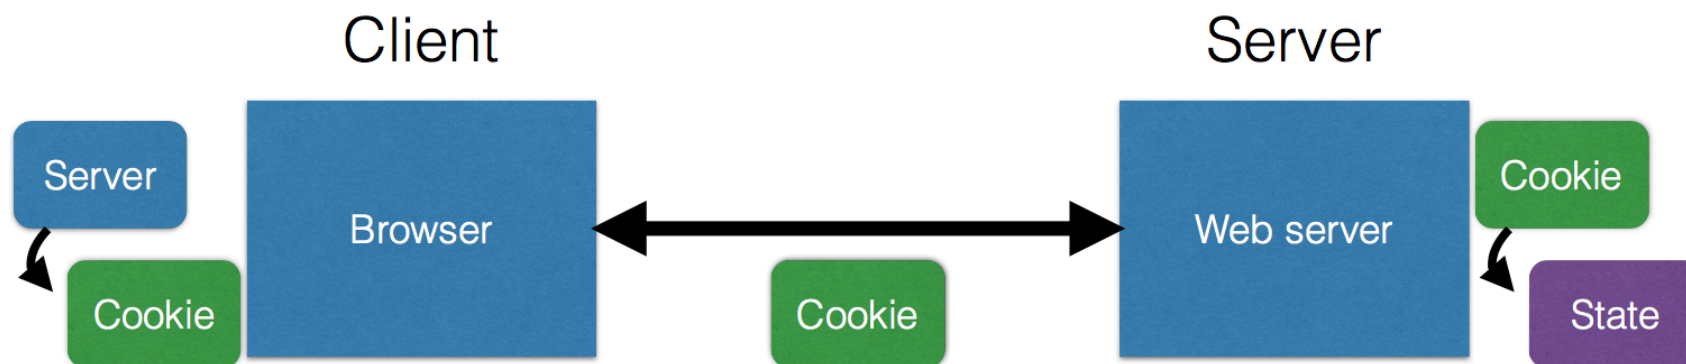 Client
Server
Server
Cookie
Browser
Cookie
Web server
Cookie
State